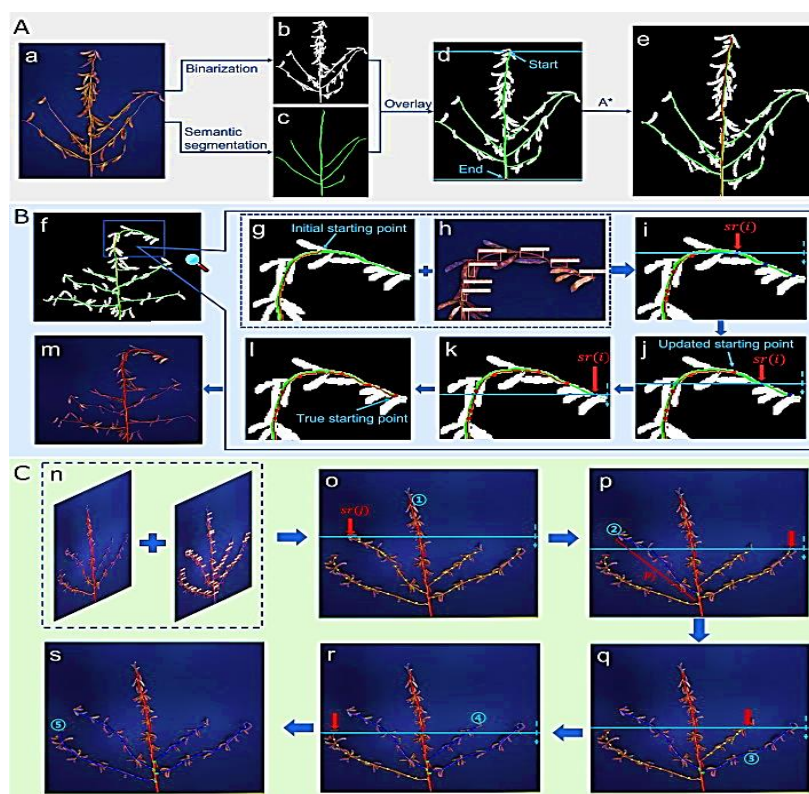 A
a
Binarization
Semantic
segmentation
b
c
Overlay
d
Start
End
A*
e
B
f
g
Initial starting point
h
i
sr(i)
m
l
True starting point
k
sr(i)
Updated starting point
j
sr(i)
C
n
o
sr(j)
①
p
②
s
⑤
r
④
q
③